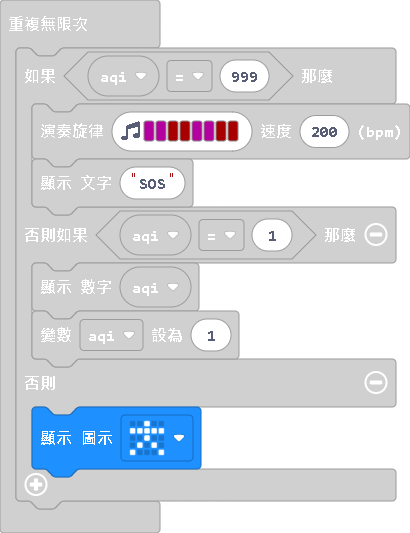 重複無限次
如果 aqi = 999 那麼
演奏旋律 速度 200 (bpm)
顯示 文字 "SOS"
否則如果 aqi = 1 那麼
顯示 數字 aqi
變數 aqi 設為 1
否則
顯示 圖示